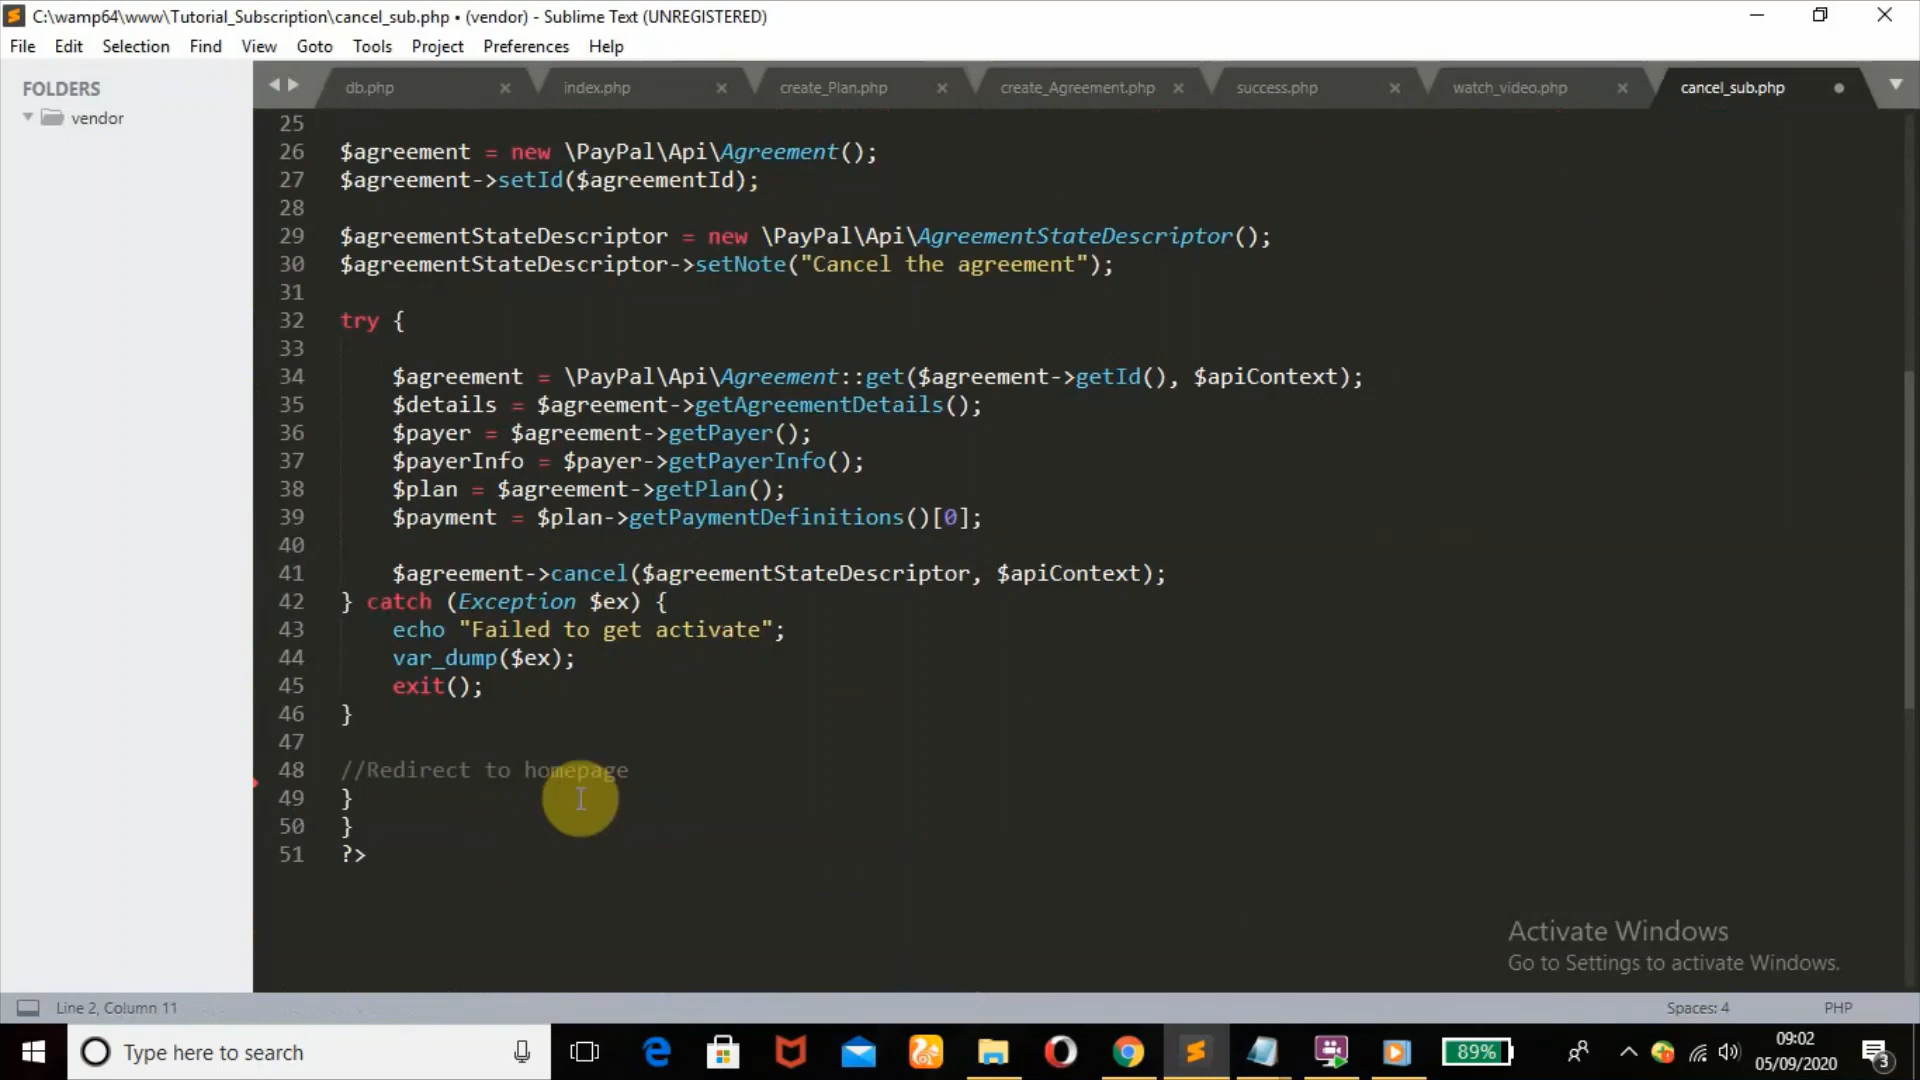 C:\wamp64\www\Tutorial_Subscription\cancel_sub.php • (vendor) - Sublime Text (UNREGISTERED)
File Edit Selection Find View Goto Tools Project Preferences Help
FOLDERS
vendor
db.php index.php create_Plan.php create_Agreement.php success.php watch_video.php cancel_sub.php
25
26 $agreement = new \PayPal\Api\Agreement();
27 $agreement->setId($agreementId);
28
29 $agreementStateDescriptor = new \PayPal\Api\AgreementStateDescriptor();
30 $agreementStateDescriptor->setNote("Cancel the agreement");
31
32 try {
33
34 $agreement = \PayPal\Api\Agreement::get($agreement->getId(), $apiContext);
35 $details = $agreement->getAgreementDetails();
36 $payer = $agreement->getPayer();
37 $payerInfo = $payer->getPayerInfo();
38 $plan = $agreement->getPlan();
39 $payment = $plan->getPaymentDefinitions()[0];
40
41 $agreement->cancel($agreementStateDescriptor, $apiContext);
42 } catch (Exception $ex) {
43 echo "Failed to get activate";
44 var_dump($ex);
45 exit();
46 }
47
48 //Redirect to homepage
49 }
50 }
51 ?>
Activate Windows
Go to Settings to activate Windows.
Line 2, Column 11 Spaces: 4 PHP
Type here to search 89% 09:02
05/09/2020 3